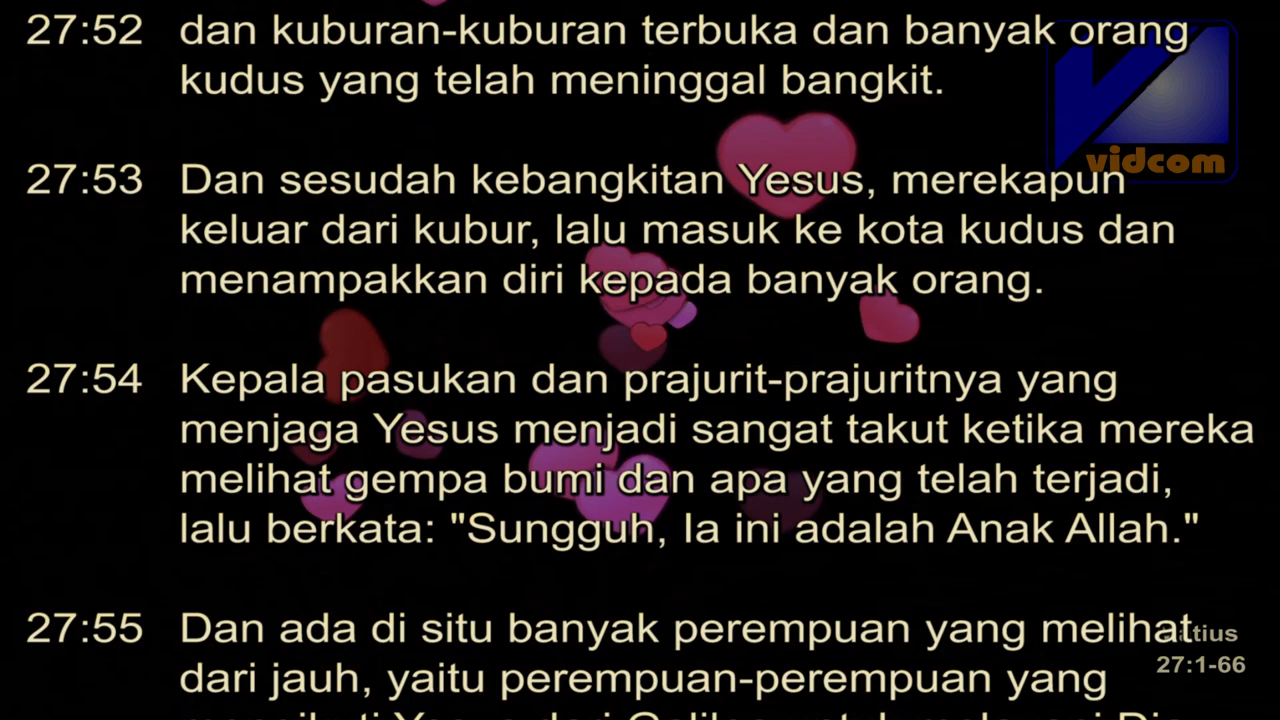 27:52 dan kuburan-kuburan terbuka dan banyak orang
kudus yang telah meninggal bangkit.
vidcom
27:53 Dan sesudah kebangkitan Yesus, merekapun
keluar dari kubur, lalu masuk ke kota kudus dan
menampakkan diri kepada banyak orang.
27:54 Kepala pasukan dan prajurit-prajuritnya yang
menjaga Yesus menjadi sangat takut ketika mereka
melihat gempa bumi dan apa yang telah terjadi,
lalu berkata: "Sungguh, Ia ini adalah Anak Allah."
27:55 Dan ada di situ banyak perempuan yang melihat
dari jauh, yaitu perempuan-perempuan yang
27:1-66